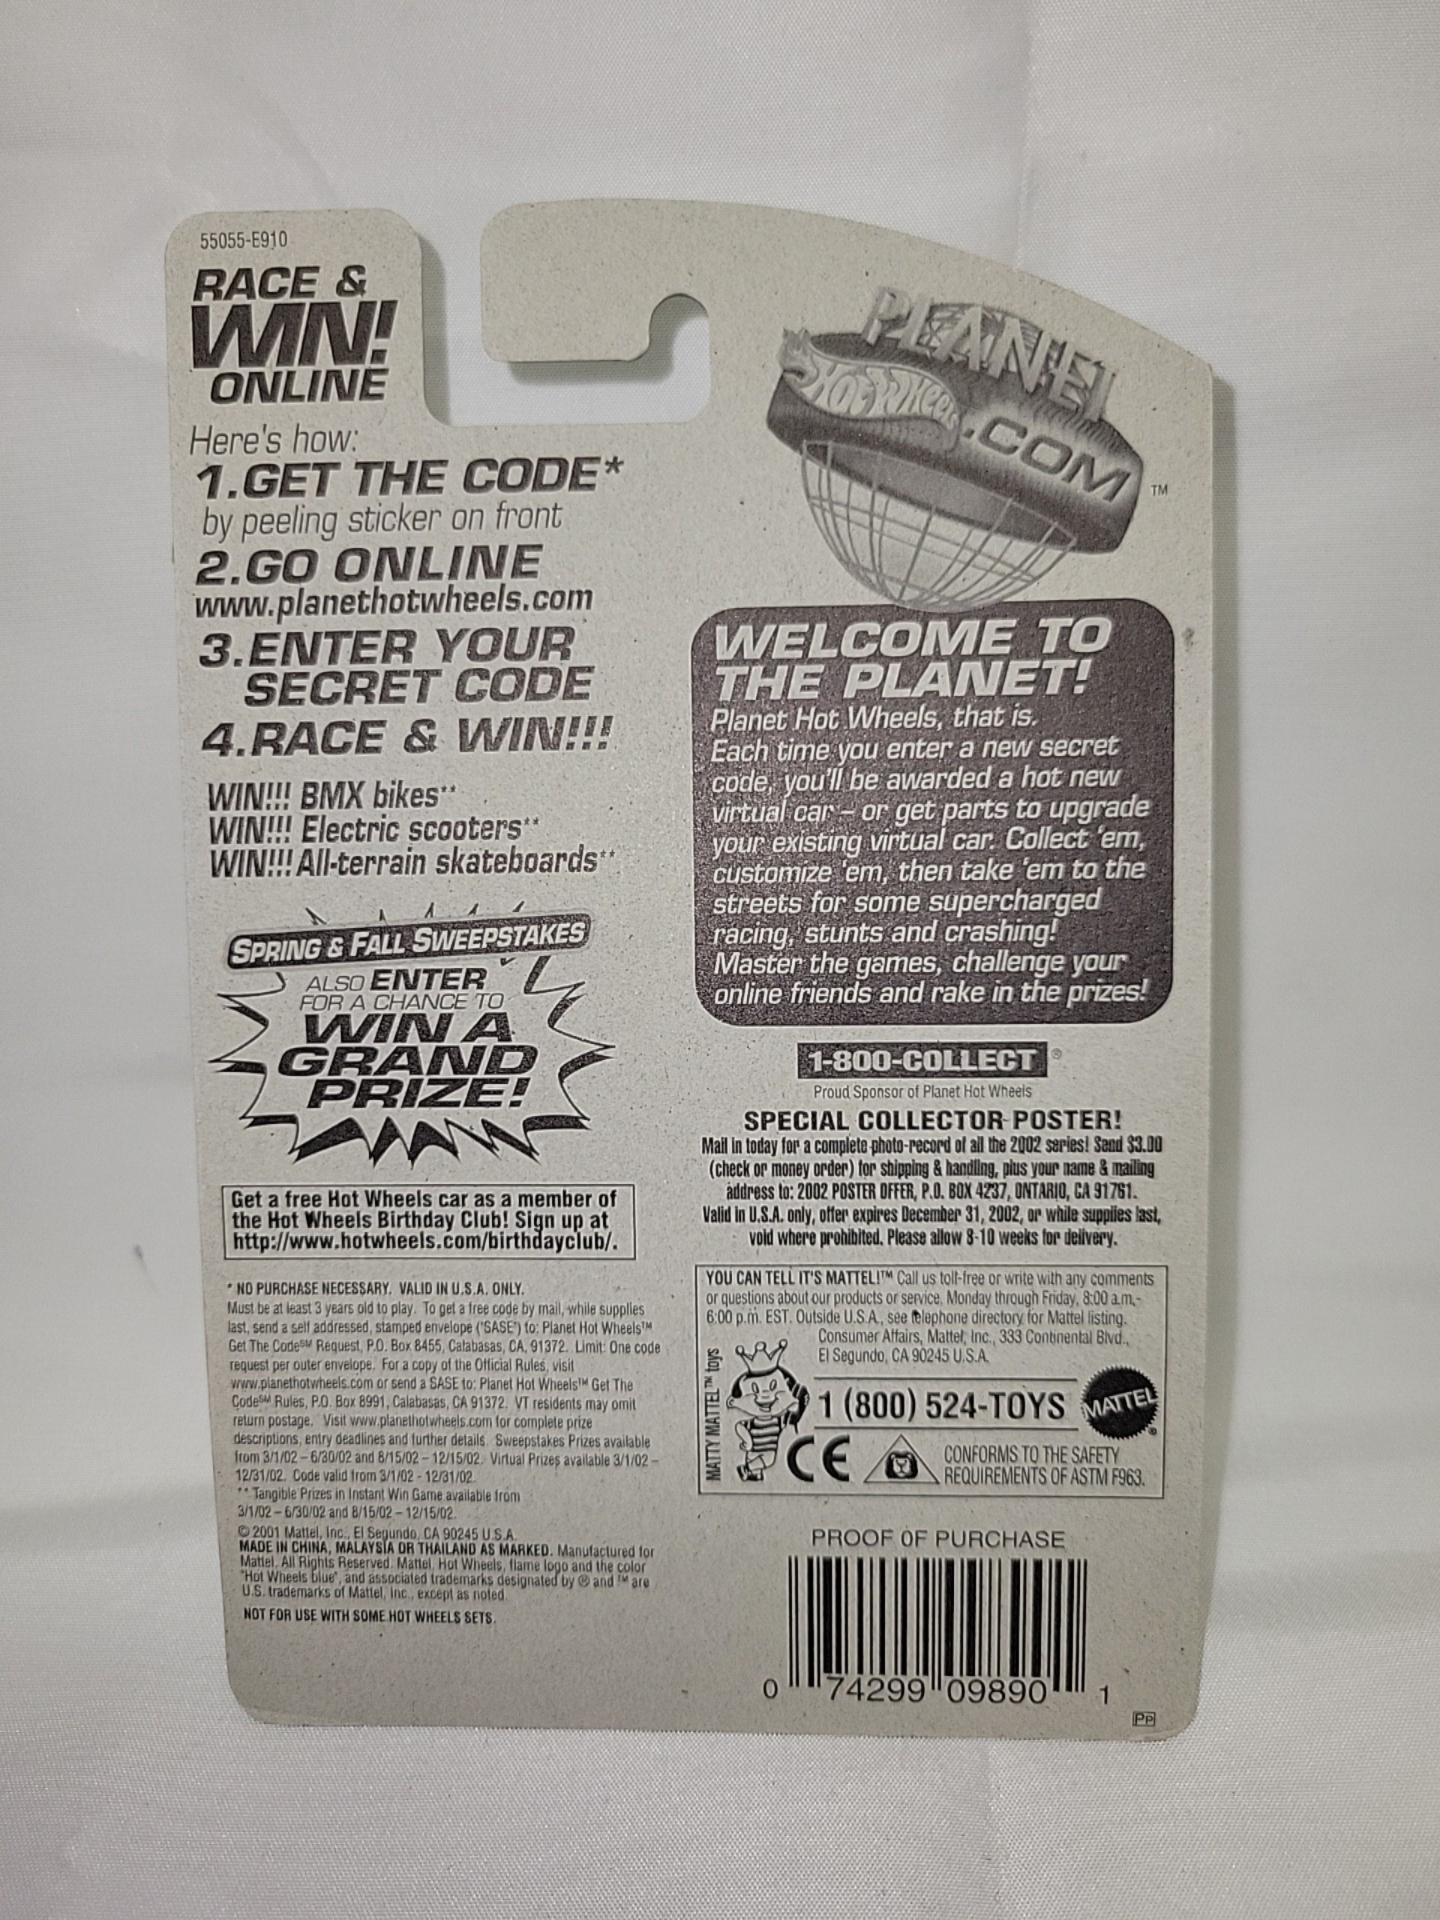 55055-E910
RACE &
WIN!
ONLINE
Here's how:
1.GET THE CODE*
by peeling sticker on front
2.GO ONLINE
www.planethotwheels.com
3.ENTER YOUR
SECRET CODE
4.RACE & WIN!!!
WIN!!! BMX bikes**
WIN!!! Electric scooters**
WIN!!! All-terrain skateboards**
SPRING & FALL SWEEPSTAKES
ALSO ENTER
FOR A CHANCE TO
WIN A
GRAND
PRIZE!
Get a free Hot Wheels car as a member of
the Hot Wheels Birthday Club! Sign up at
http://www.hotwheels.com/birthdayclub/.
* NO PURCHASE NECESSARY. VALID IN U.S.A. ONLY.
Must be at least 3 years old to play. To get a free code by mail, while supplies
last, send a self addressed, stamped envelope ("SASE") to: Planet Hot Wheels™
Get The Code℠ Request, P.O. Box 8455, Calabasas, CA, 91372. Limit: One code
request per outer envelope. For a copy of the Official Rules, visit
www.planethotwheels.com or send a SASE to: Planet Hot Wheels™ Get The
Code℠ Rules, P.O. Box 8991, Calabasas, CA 91372. VT residents may omit
return postage. Visit www.planethotwheels.com for complete prize
descriptions, entry deadlines and further details. Sweepstakes Prizes available
from 3/1/02 – 6/30/02 and 8/15/02 – 12/15/02. Virtual Prizes available 3/1/02 –
12/31/02. Code valid from 3/1/02 - 12/31/02.
** Tangible Prizes in Instant Win Game available from
3/1/02 – 6/30/02 and 8/15/02 – 12/15/02.
© 2001 Mattel, Inc., El Segundo, CA 90245 U.S.A.
MADE IN CHINA, MALAYSIA OR THAILAND AS MARKED. Manufactured for
Mattel. All Rights Reserved. Mattel, Hot Wheels, flame logo and the color
"Hot Wheels blue", and associated trademarks designated by ® and ™ are
U.S. trademarks of Mattel, Inc., except as noted.
NOT FOR USE WITH SOME HOT WHEELS SETS.
PLANET
HOT WHEELS
.COM
™
WELCOME TO
THE PLANET!
Planet Hot Wheels, that is.
Each time you enter a new secret
code, you'll be awarded a hot new
virtual car – or get parts to upgrade
your existing virtual car. Collect 'em,
customize 'em, then take 'em to the
streets for some supercharged
racing, stunts and crashing!
Master the games, challenge your
online friends and rake in the prizes!
1-800-COLLECT®
Proud Sponsor of Planet Hot Wheels
SPECIAL COLLECTOR POSTER!
Mail in today for a complete photo-record of all the 2002 series! Send $3.00
(check or money order) for shipping & handling, plus your name & mailing
address to: 2002 POSTER OFFER, P.O. BOX 4237, ONTARIO, CA 91761.
Valid in U.S.A. only, offer expires December 31, 2002, or while supplies last,
void where prohibited. Please allow 8-10 weeks for delivery.
YOU CAN TELL IT'S MATTEL!™ Call us toll-free or write with any comments
or questions about our products or service, Monday through Friday, 8:00 a.m.-
6:00 p.m. EST. Outside U.S.A., see telephone directory for Mattel listing.
Consumer Affairs, Mattel, Inc., 333 Continental Blvd.,
El Segundo, CA 90245 U.S.A.
MATTY MATTEL™ toys
1 (800) 524-TOYS
MATTEL®
CE
CONFORMS TO THE SAFETY
REQUIREMENTS OF ASTM F963.
PROOF OF PURCHASE
0 74299 09890 1
PP